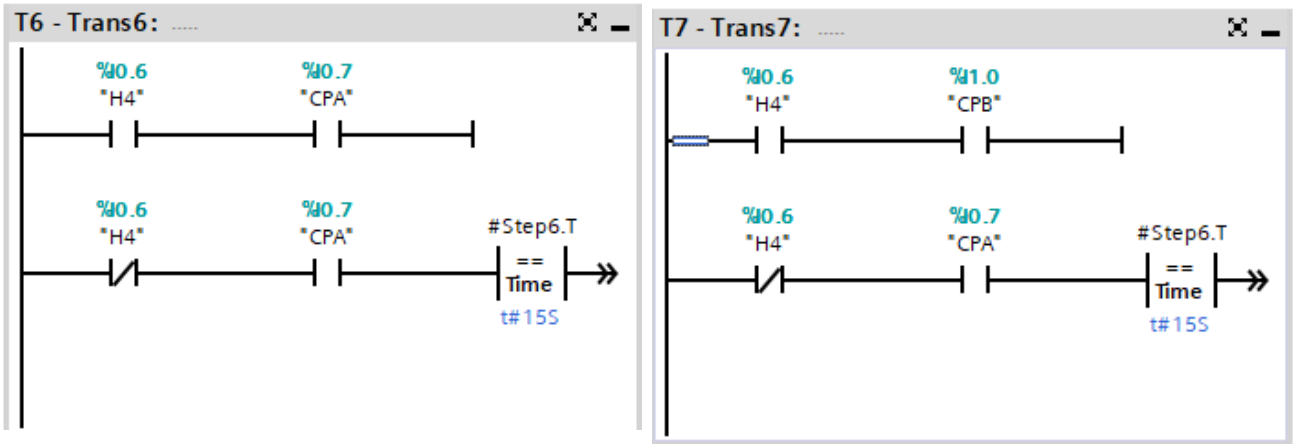 T6 - Trans6: .....
%I0.6 %I0.7
"H4" "CPA"
%I0.6 %I0.7
"H4" "CPA"
#Step6.T
==
Time
t#15S
T7 - Trans7: .....
%I0.6 %I1.0
"H4" "CPB"
%I0.6 %I0.7
"H4" "CPA"
#Step6.T
==
Time
t#15S